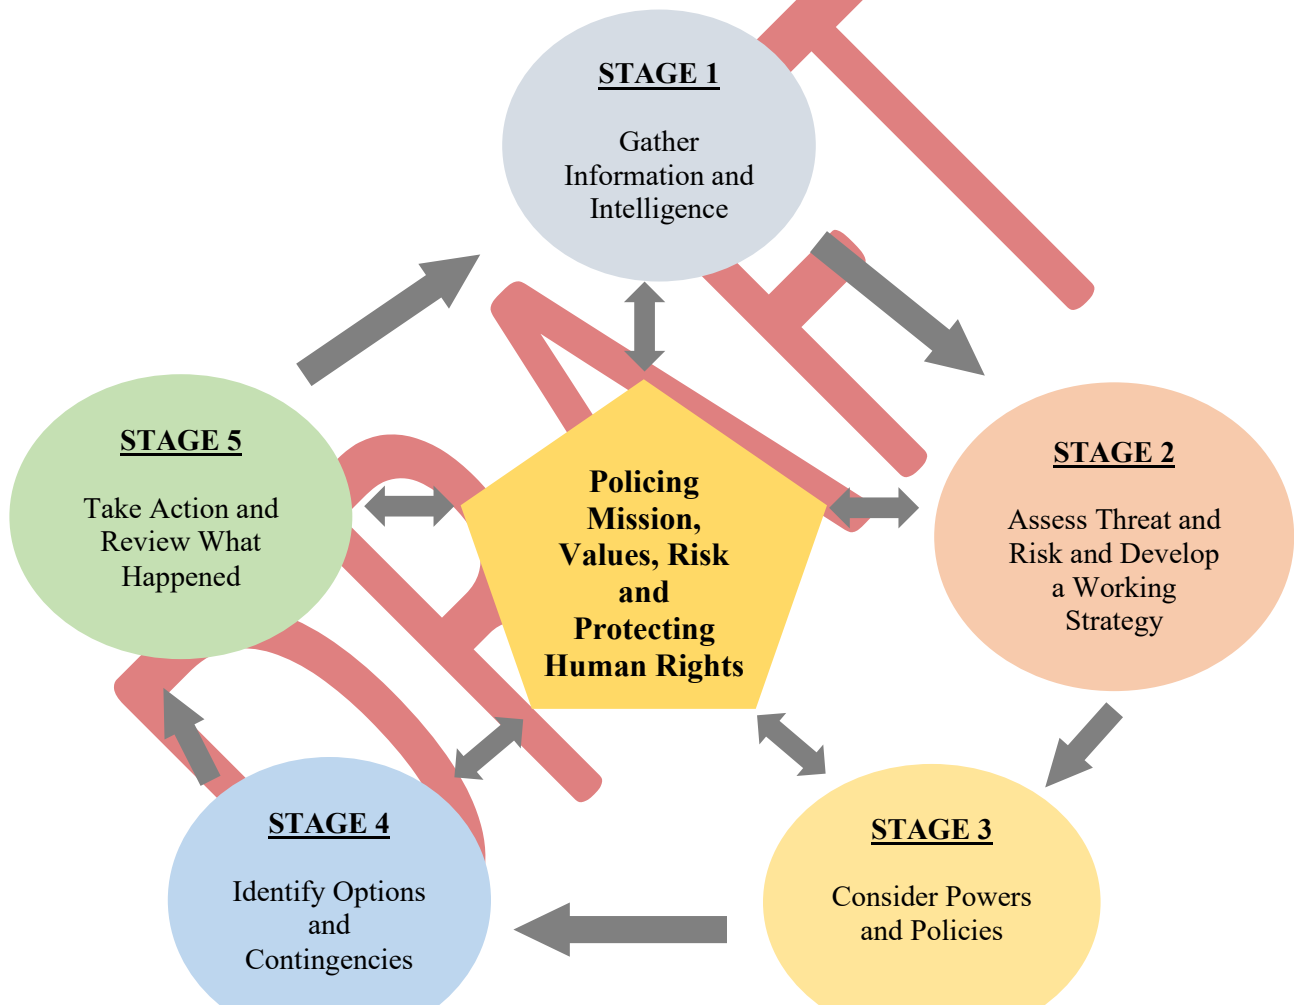 STAGE 1
Gather
Information and
Intelligence
STAGE 5
Take Action and
Review What
Happened
Policing
Mission,
Values, Risk
and
Protecting
Human Rights
STAGE 2
Assess Threat and
Risk and Develop
a Working
Strategy
STAGE 4
Identify Options
and
Contingencies
STAGE 3
Consider Powers
and Policies
DRAFT